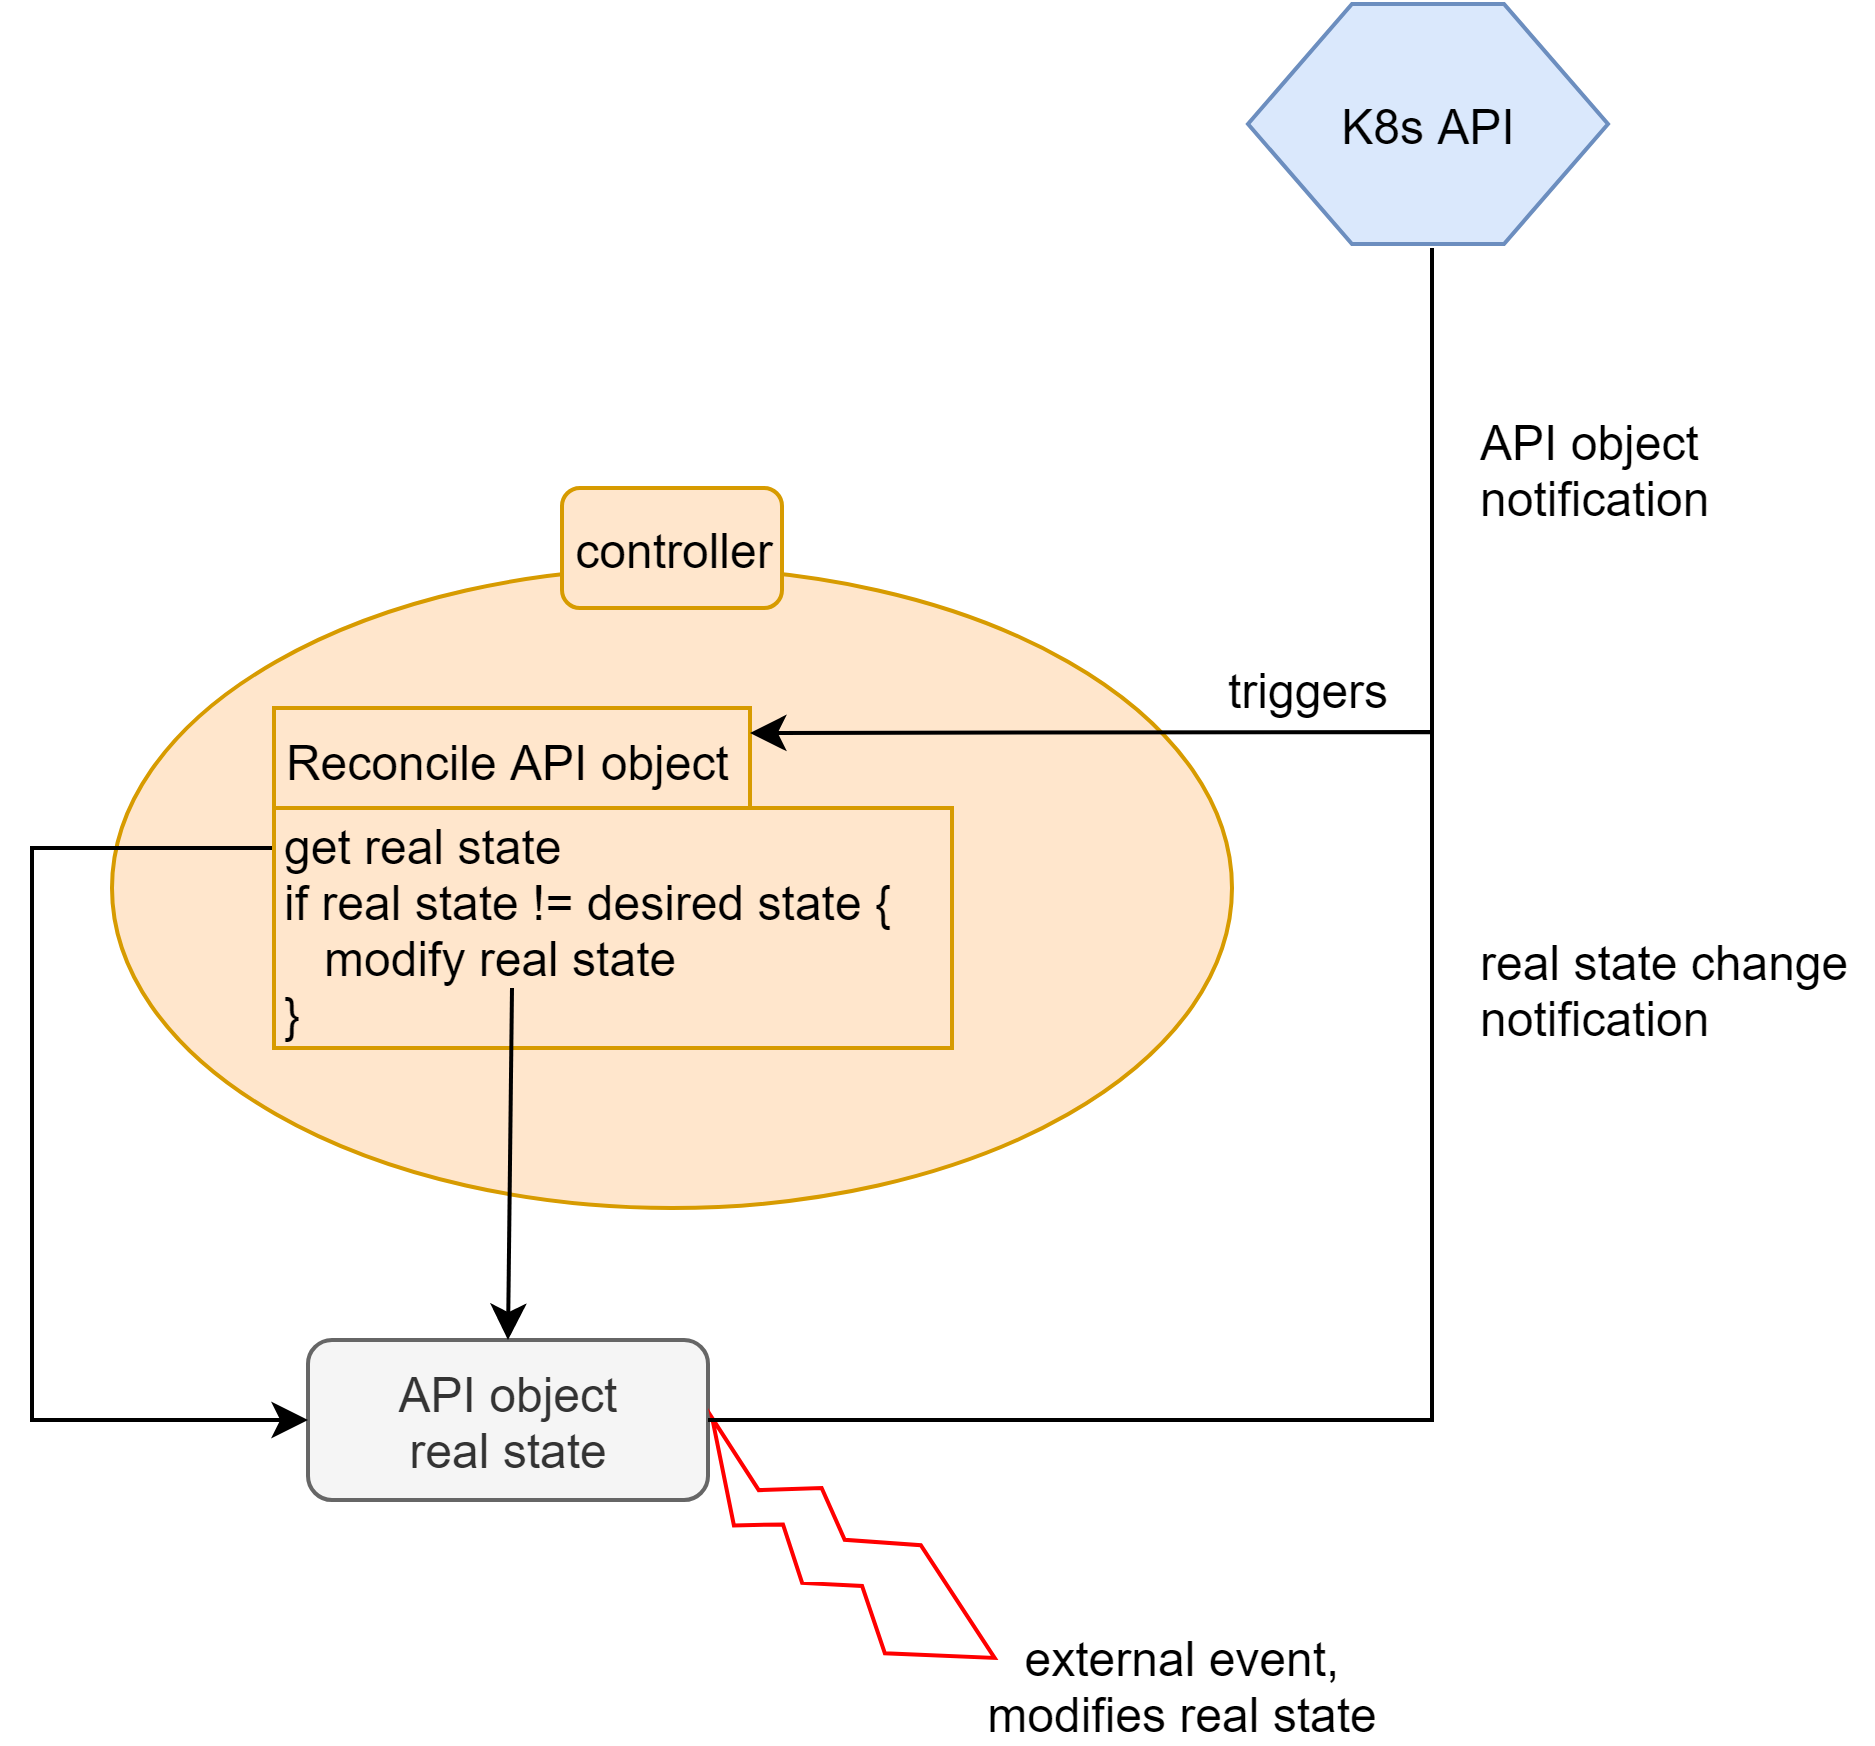 K8s API
API object
notification
controller
triggers
Reconcile API object
get real state
if real state != desired state {
modify real state
}
real state change
notification
API object
real state
external event,
modifies real state